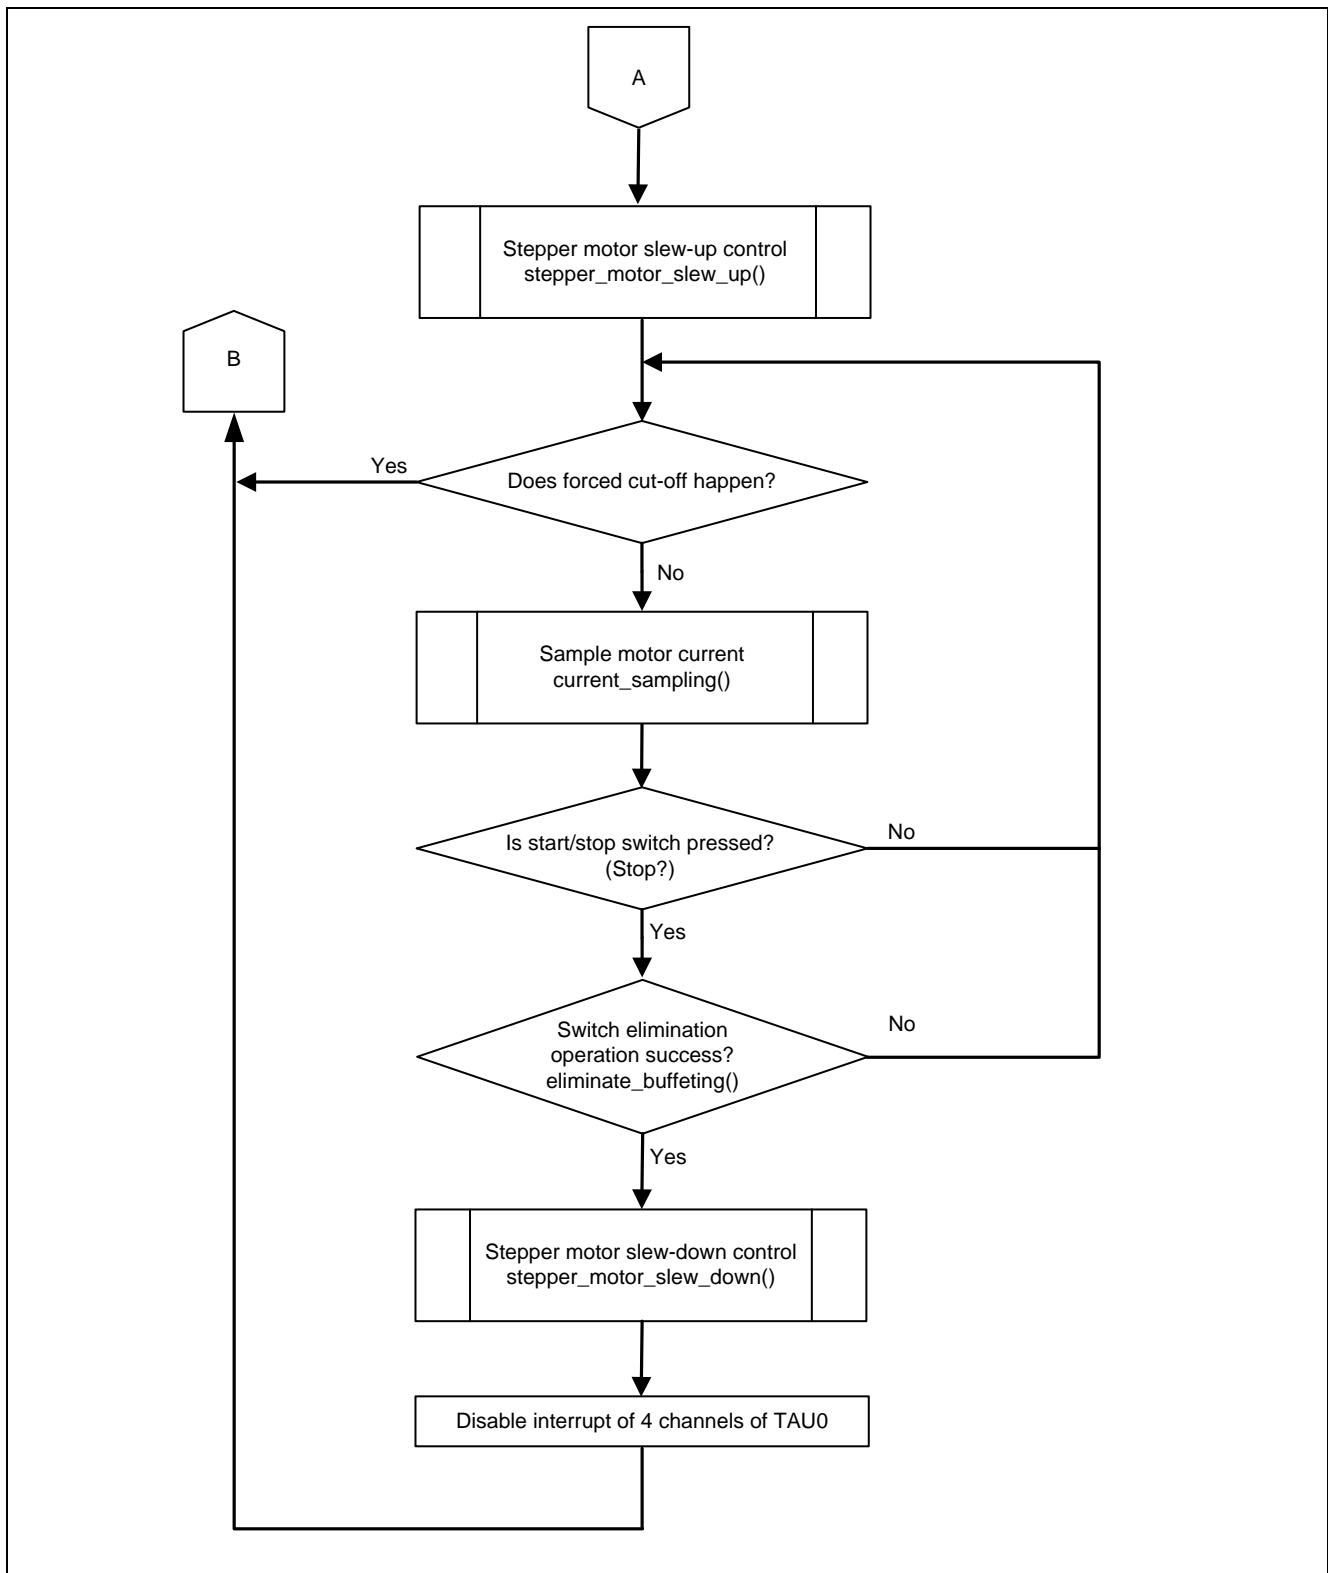 A
Stepper motor slew-up control
stepper_motor_slew_up()
B
Yes
Does forced cut-off happen?
No
Sample motor current
current_sampling()
Is start/stop switch pressed?
(Stop?)
No
Yes
Switch elimination
operation success?
eliminate_buffeting()
No
Yes
Stepper motor slew-down control
stepper_motor_slew_down()
Disable interrupt of 4 channels of TAU0